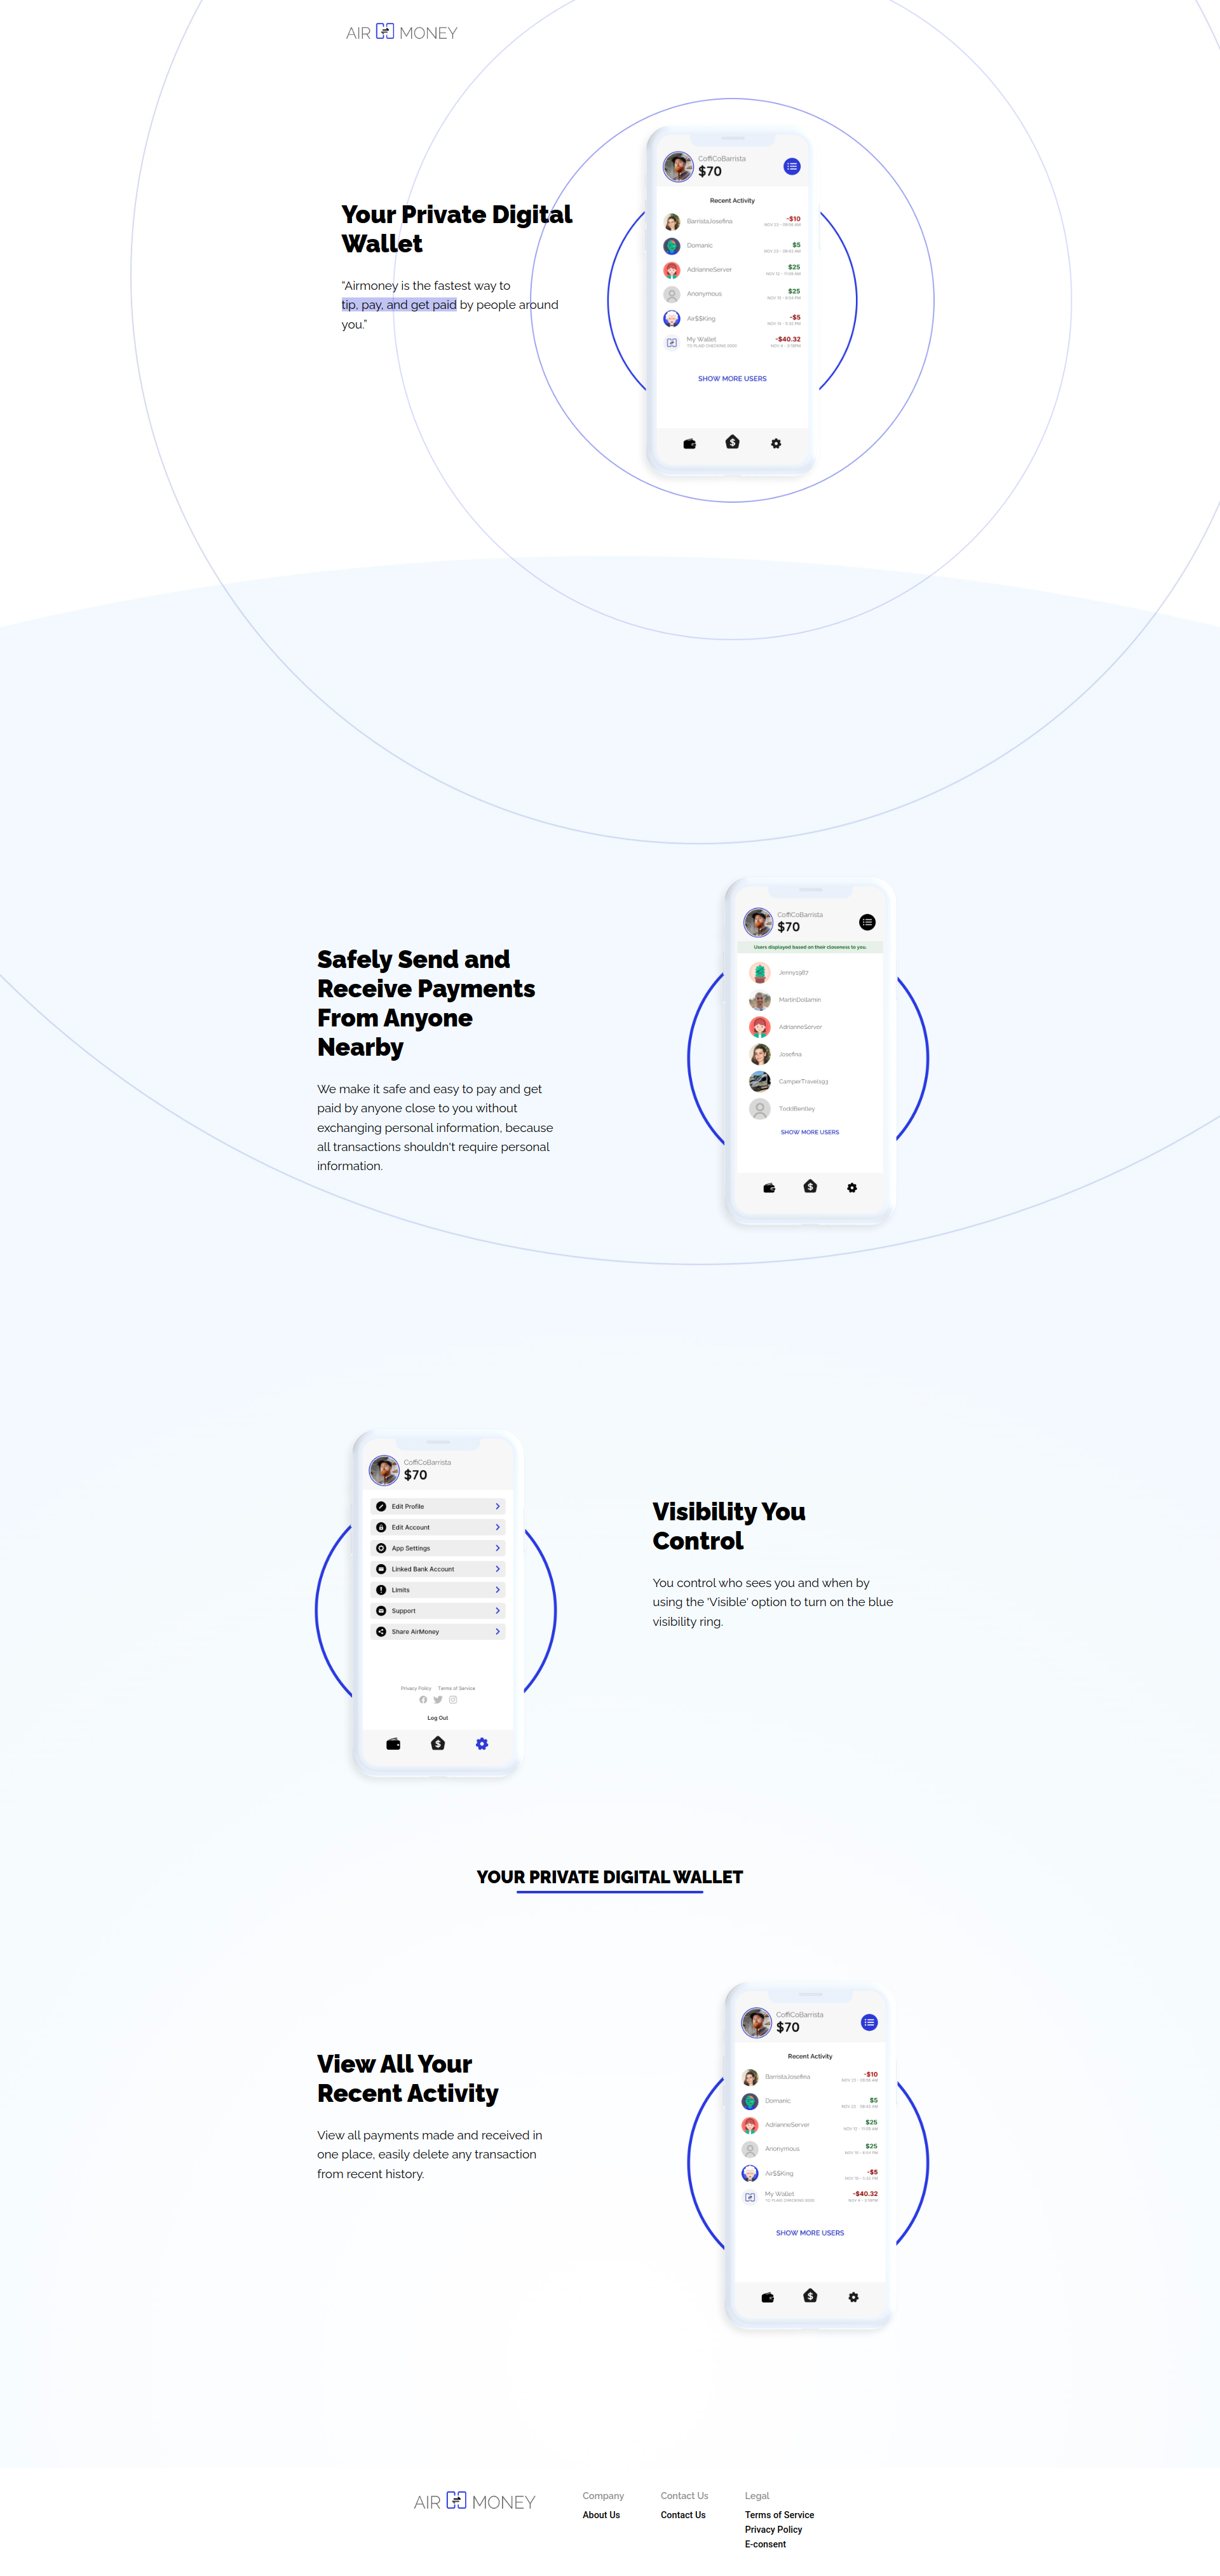 AIR MONEY
Your Private Digital
Wallet
"Airmoney is the fastest way to
tip, pay, and get paid by people around
you."
CoffiCoBarrista
$70
Recent Activity
BarristaJosefina -$10
Domanic $5
AdrianneServer $25
Anonymous $25
Air$$King -$5
My Wallet -$40.32
SHOW MORE USERS
Safely Send and
Receive Payments
From Anyone
Nearby
We make it safe and easy to pay and get
paid by anyone close to you without
exchanging personal information, because
all transactions shouldn't require personal
information.
CoffiCoBarrista
$70
Users displayed based on their closeness to you.
Jenny1987
MartinDollamin
AdrianneServer
Josefina
CamperTravels93
ToddBentley
SHOW MORE USERS
CoffiCoBarrista
$70
Edit Profile
Edit Account
App Settings
Linked Bank Account
Limits
Support
Share AirMoney
Privacy Policy Terms of Service
Log Out
Visibility You
Control
You control who sees you and when by
using the 'Visible' option to turn on the blue
visibility ring.
YOUR PRIVATE DIGITAL WALLET
View All Your
Recent Activity
View all payments made and received in
one place, easily delete any transaction
from recent history.
CoffiCoBarrista
$70
Recent Activity
BarristaJosefina -$10
Domanic $5
AdrianneServer $25
Anonymous $25
Air$$King -$5
My Wallet -$40.32
SHOW MORE USERS
AIR MONEY
Company
About Us
Contact Us
Contact Us
Legal
Terms of Service
Privacy Policy
E-consent